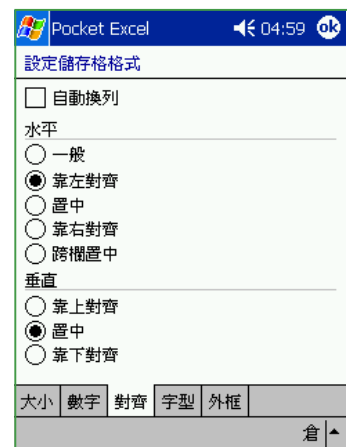 Pocket Excel 04:59 ok
設定儲存格格式
自動換列
水平
一般
靠左對齊
置中
靠右對齊
跨欄置中
垂直
靠上對齊
置中
靠下對齊
大小 數字 對齊 字型 外框
倉